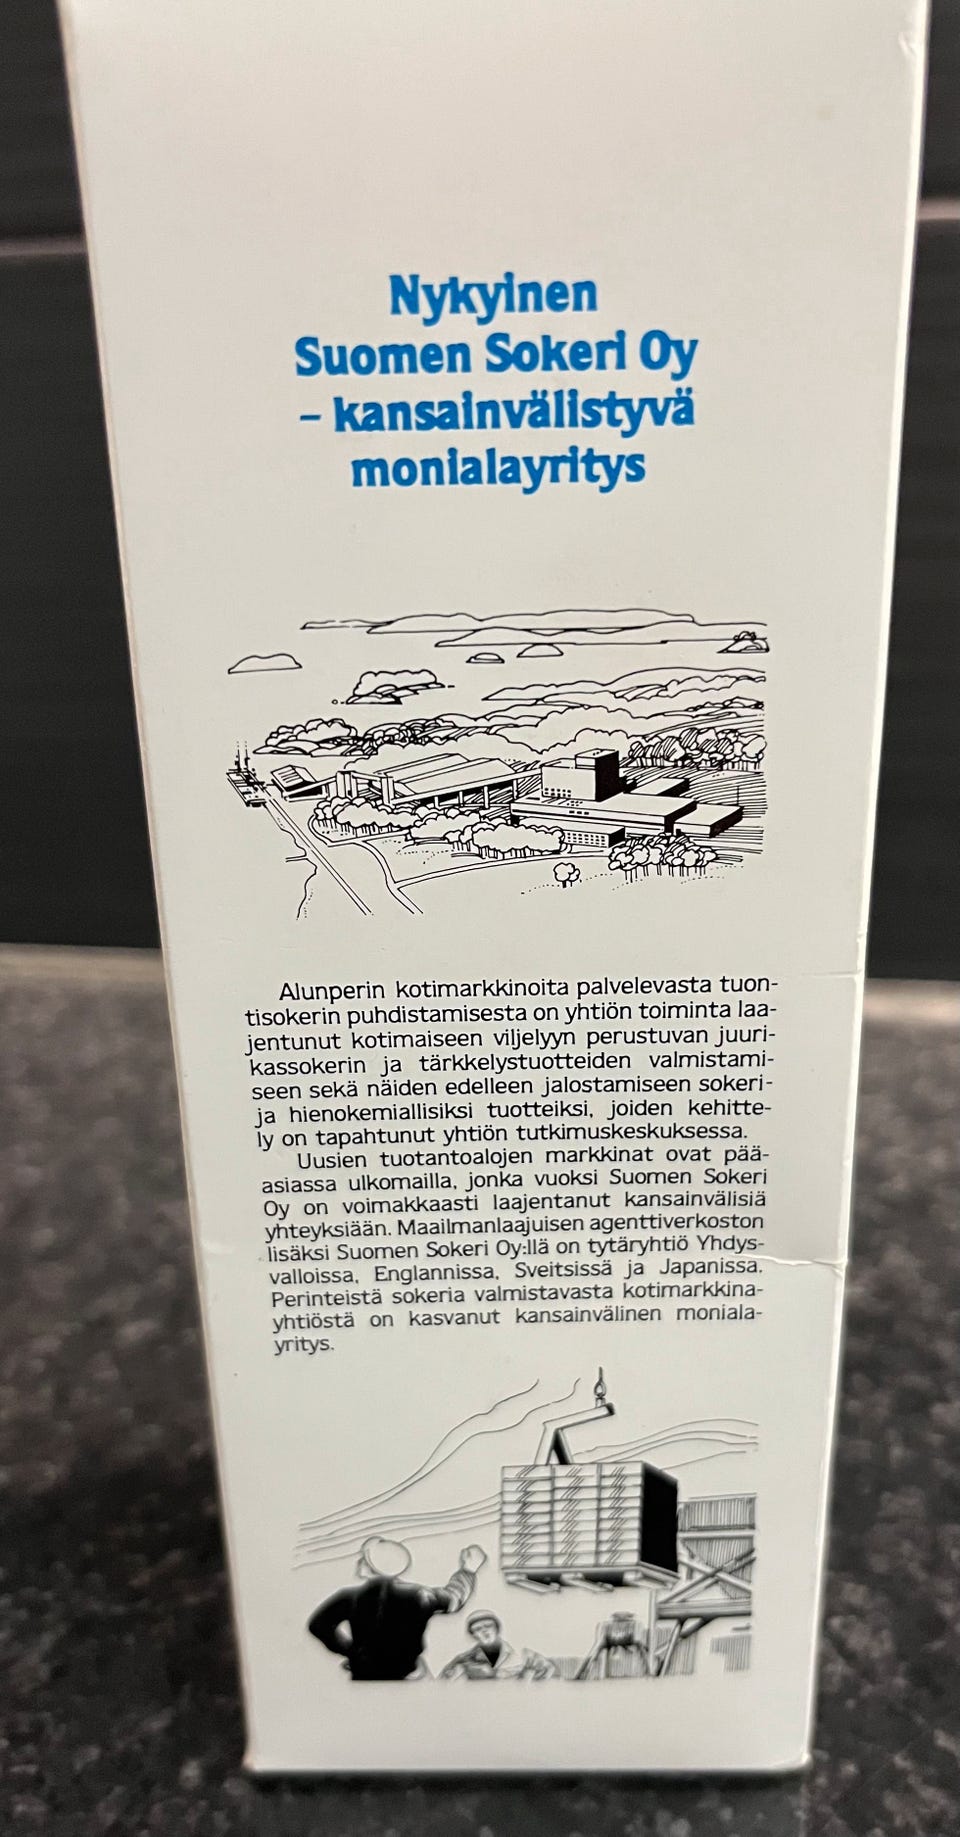 Nykyinen
Suomen Sokeri Oy
– kansainvälistyvä
monialayritys
Alunperin kotimarkkinoita palvelevasta tuon-
tisokerin puhdistamisesta on yhtiön toiminta laa-
jentunut kotimaiseen viljelyyn perustuvan juuri-
kassokerin ja tärkkelystuotteiden valmistami-
seen sekä näiden edelleen jalostamiseen sokeri-
ja hienokemiallisiksi tuotteiksi, joiden kehitte-
ly on tapahtunut yhtiön tutkimuskeskuksessa.
Uusien tuotantoalojen markkinat ovat pää-
asiassa ulkomailla, jonka vuoksi Suomen Sokeri
Oy on voimakkaasti laajentanut kansainvälisiä
yhteyksiään. Maailmanlaajuisen agenttiverkoston
lisäksi Suomen Sokeri Oy:llä on tytäryhtiö Yhdys-
valloissa, Englannissa, Sveitsissä ja Japanissa.
Perinteistä sokeria valmistavasta kotimarkkina-
yhtiöstä on kasvanut kansainvälinen moniala-
yritys.